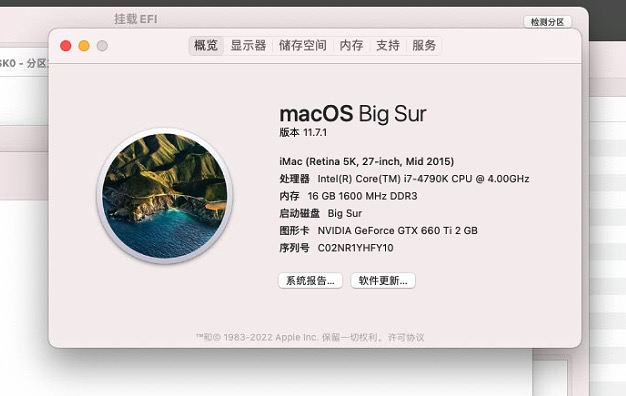 挂载EFI
检测分区
SK0 - 分区
概览 显示器 储存空间 内存 支持 服务
macOS Big Sur
版本 11.7.1
iMac (Retina 5K, 27-inch, Mid 2015)
处理器 Intel(R) Core(TM) i7-4790K CPU @ 4.00GHz
内存 16 GB 1600 MHz DDR3
启动磁盘 Big Sur
图形卡 NVIDIA GeForce GTX 660 Ti 2 GB
序列号 C02NR1YHFY10
系统报告... 软件更新...
™和© 1983-2022 Apple Inc. 保留一切权利。许可协议